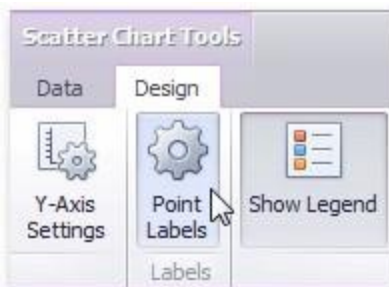 Scatter Chart Tools
Data Design
Y-Axis
Settings
Point
Labels
Show Legend
Labels